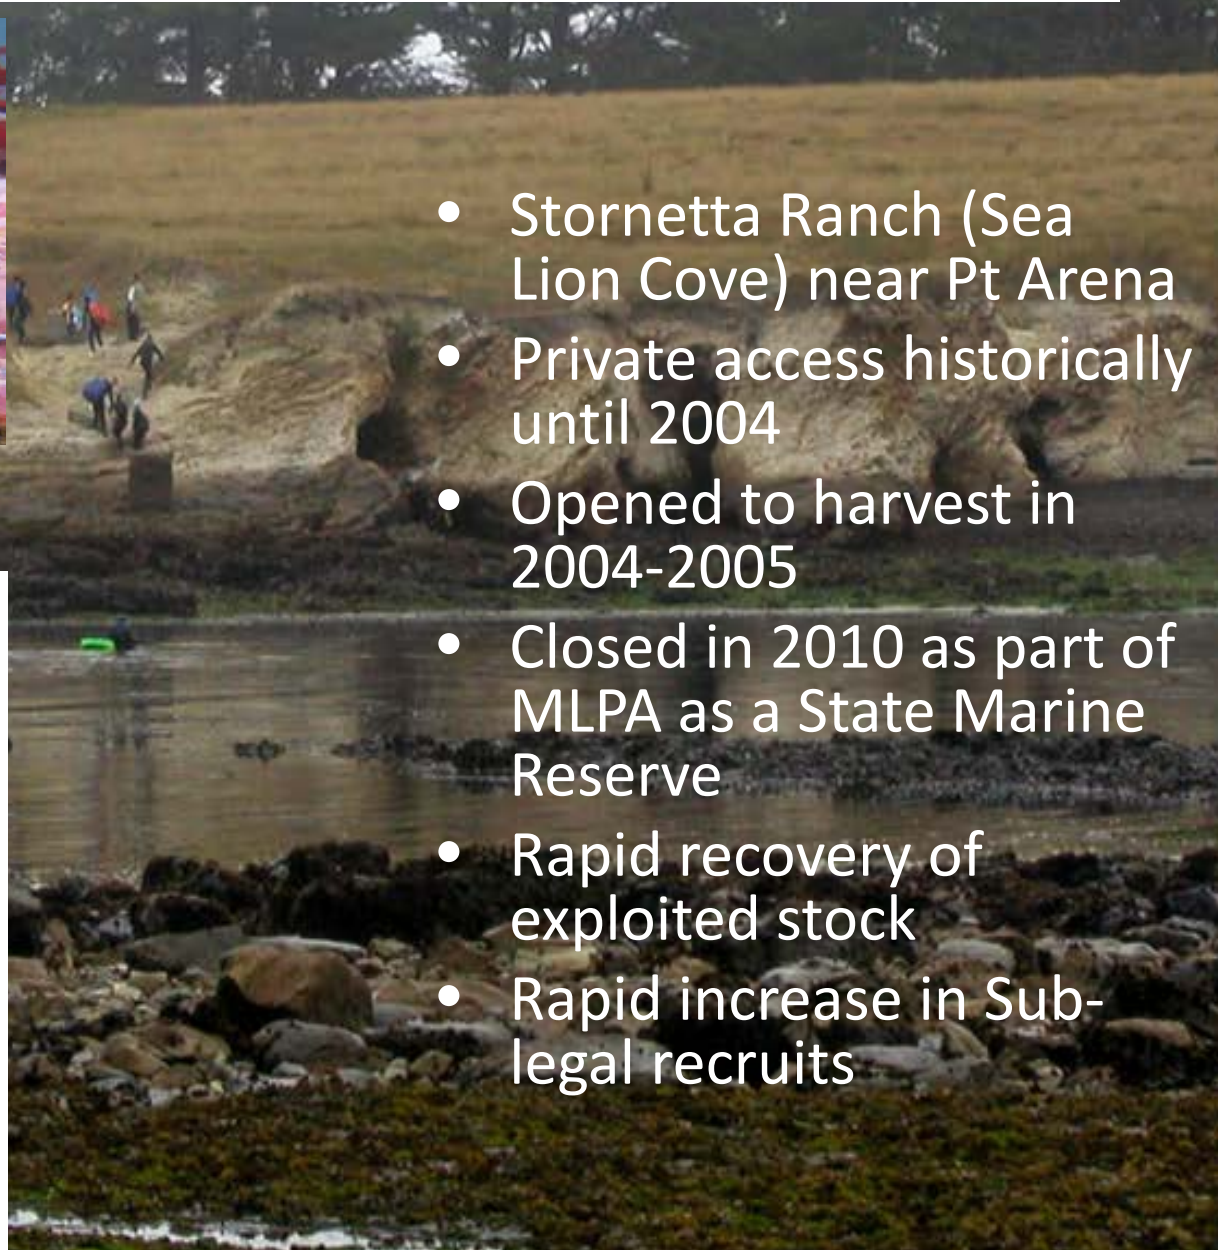 • Stornetta Ranch (Sea
Lion Cove) near Pt Arena
• Private access historically
until 2004
• Opened to harvest in
2004-2005
• Closed in 2010 as part of
MLPA as a State Marine
Reserve
• Rapid recovery of
exploited stock
• Rapid increase in Sub-
legal recruits